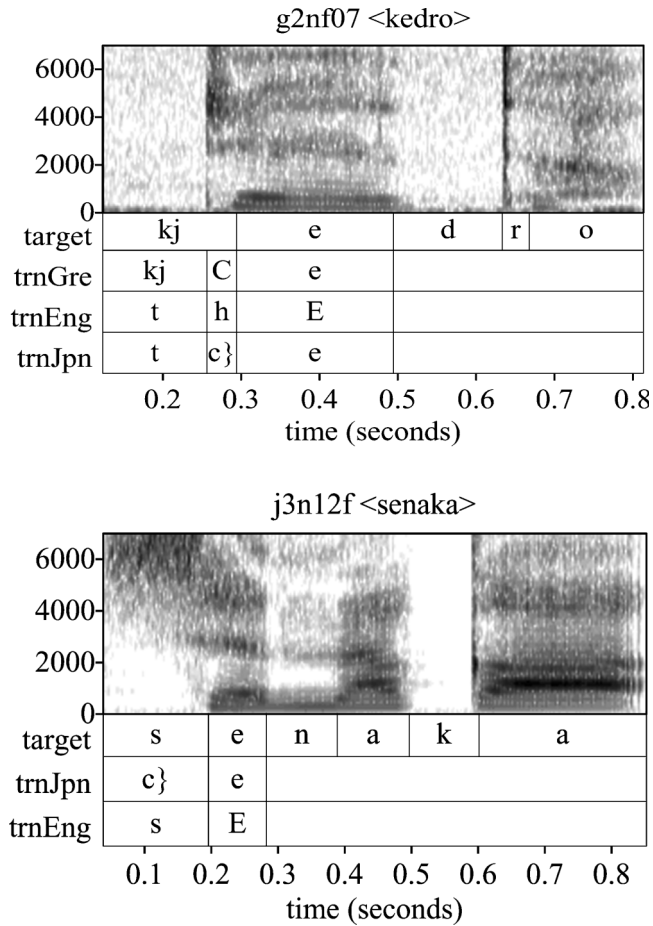 g2nf07 <kedro>
6000
4000
2000
0
target kj e d r o
trnGre kj C e
trnEng t h E
trnJpn t c} e
0.2 0.3 0.4 0.5 0.6 0.7 0.8
time (seconds)
j3n12f <senaka>
6000
4000
2000
0
target s e n a k a
trnJpn c} e
trnEng s E
0.1 0.2 0.3 0.4 0.5 0.6 0.7 0.8
time (seconds)